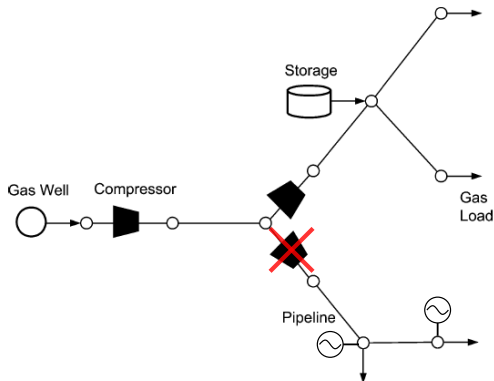 Storage
Gas Well
Compressor
Gas
Load
Pipeline